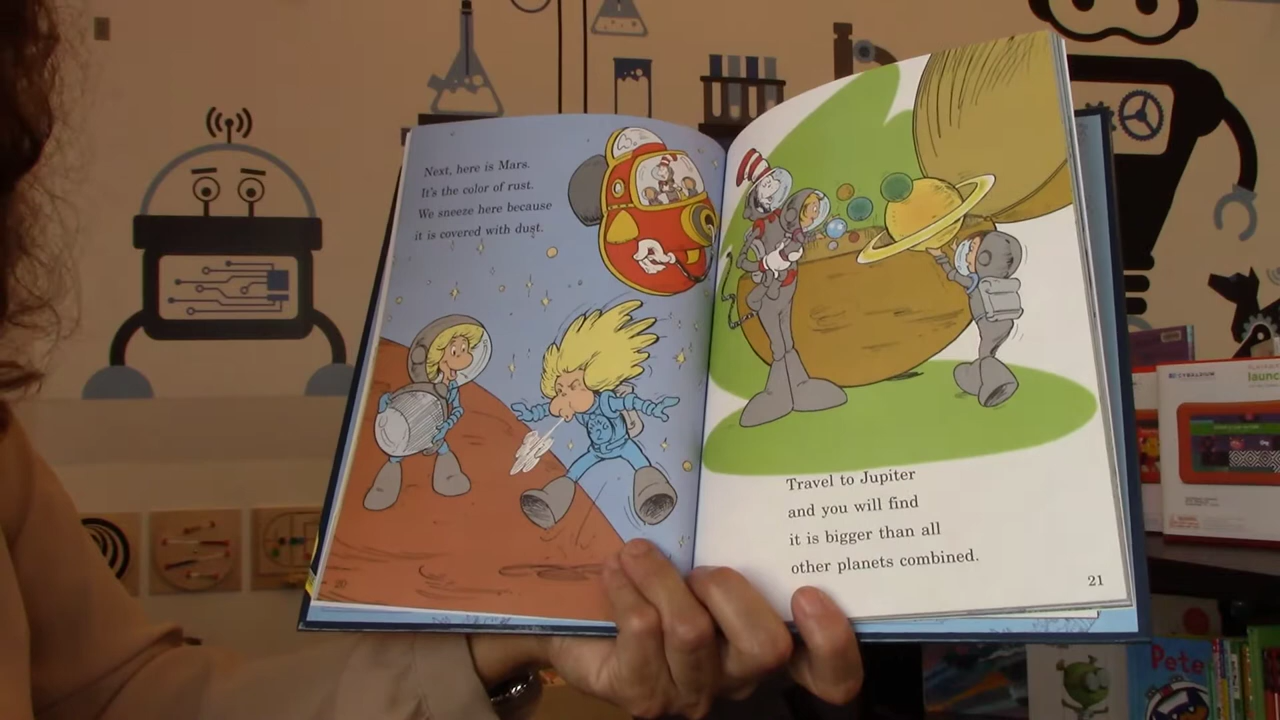 Next, here is Mars.
It's the color of rust.
We sneeze here because
it is covered with dust.
20
Travel to Jupiter
and you will find
it is bigger than all
other planets combined.
21
Pete